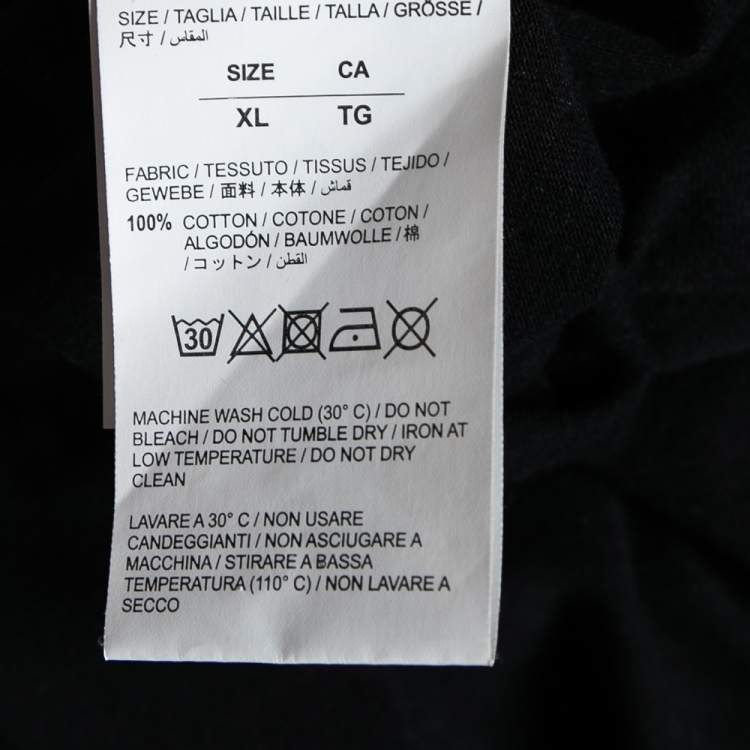 SIZE / TAGLIA / TAILLE / TALLA / GRÖSSE /
尺寸 / المقاس /
SIZE CA
XL TG
FABRIC / TESSUTO / TISSUS / TEJIDO /
GEWEBE / 面料 / 本体 / قماش /
100% COTTON / COTONE / COTON /
ALGODÓN / BAUMWOLLE / 棉
/ コットン / القطن /
30
MACHINE WASH COLD (30° C) / DO NOT
BLEACH / DO NOT TUMBLE DRY / IRON AT
LOW TEMPERATURE / DO NOT DRY
CLEAN
LAVARE A 30° C / NON USARE
CANDEGGIANTI / NON ASCIUGARE A
MACCHINA / STIRARE A BASSA
TEMPERATURA (110° C) / NON LAVARE A
SECCO